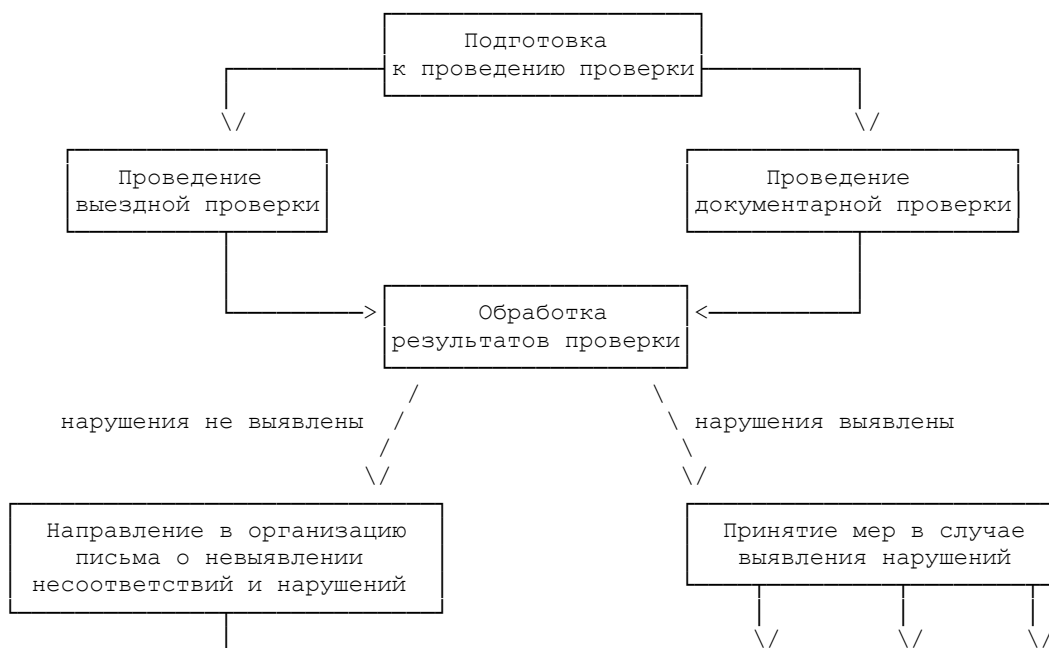 Подготовка
к проведению проверки
Проведение
выездной проверки
Проведение
документарной проверки
Обработка
результатов проверки
нарушения не выявлены
нарушения выявлены
Направление в организацию
письма о невыявлении
несоответствий и нарушений
Принятие мер в случае
выявления нарушений